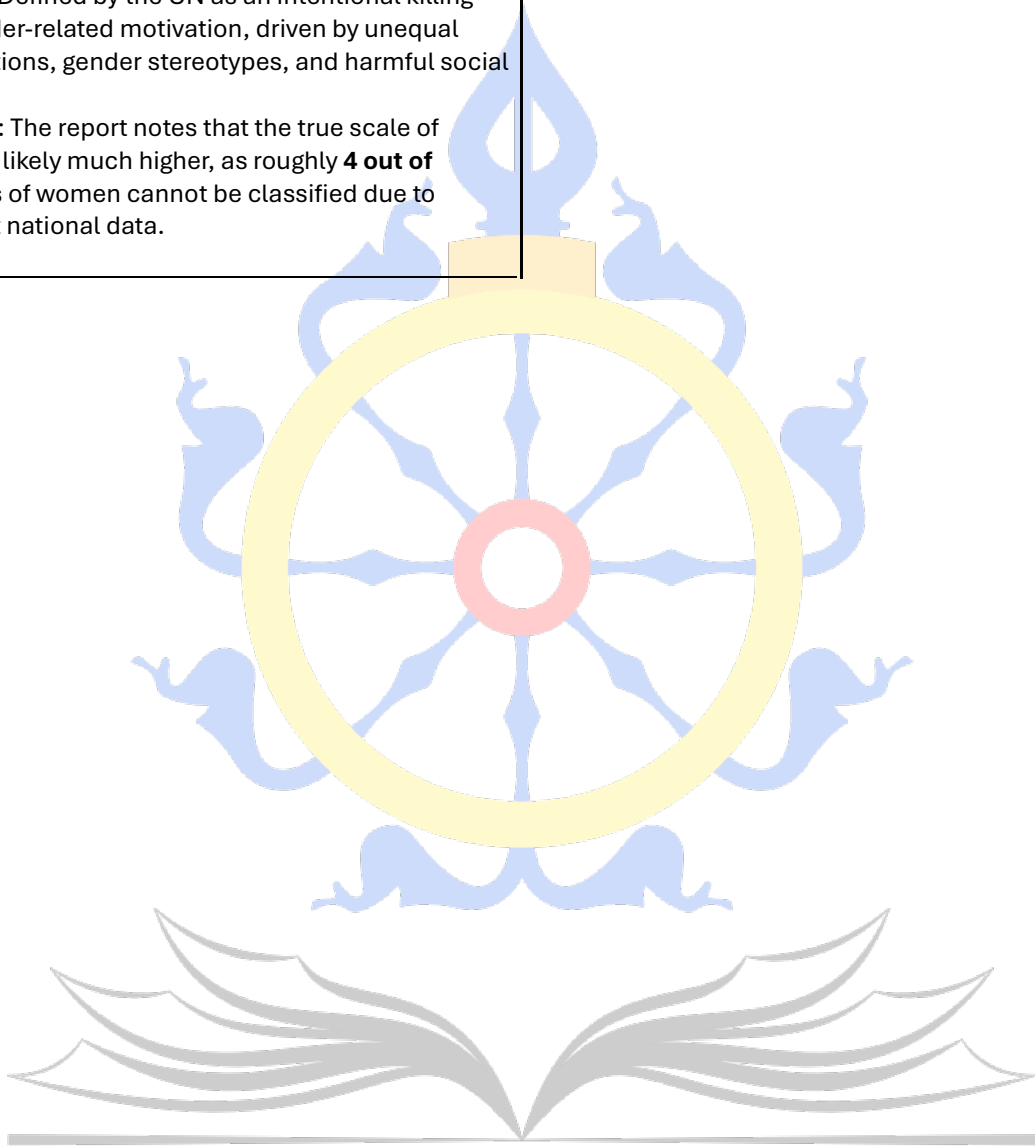 Defined by the UN as an intentional killing
der-related motivation, driven by unequal
tions, gender stereotypes, and harmful social
: The report notes that the true scale of
likely much higher, as roughly 4 out of
s of women cannot be classified due to
t national data.